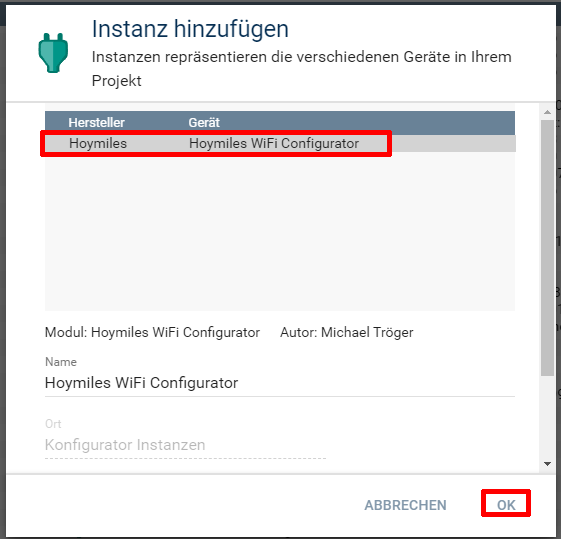 Instanz hinzufügen
Instanzen repräsentieren die verschiedenen Geräte in Ihrem
Projekt
Hersteller Gerät
Hoymiles Hoymiles WiFi Configurator
Modul: Hoymiles WiFi Configurator Autor: Michael Tröger
Name
Hoymiles WiFi Configurator
Ort
Konfigurator Instanzen
ABBRECHEN OK